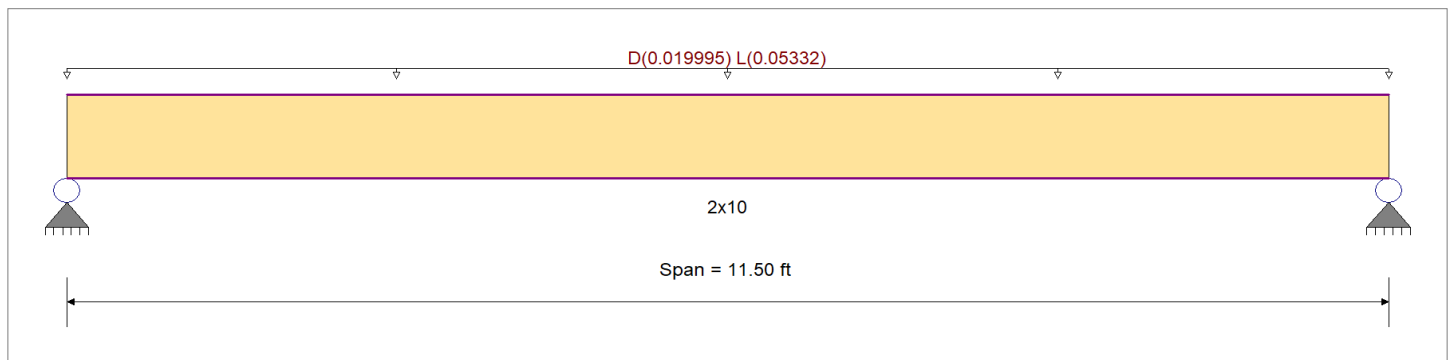 D(0.019995) L(0.05332)
2x10
Span = 11.50 ft